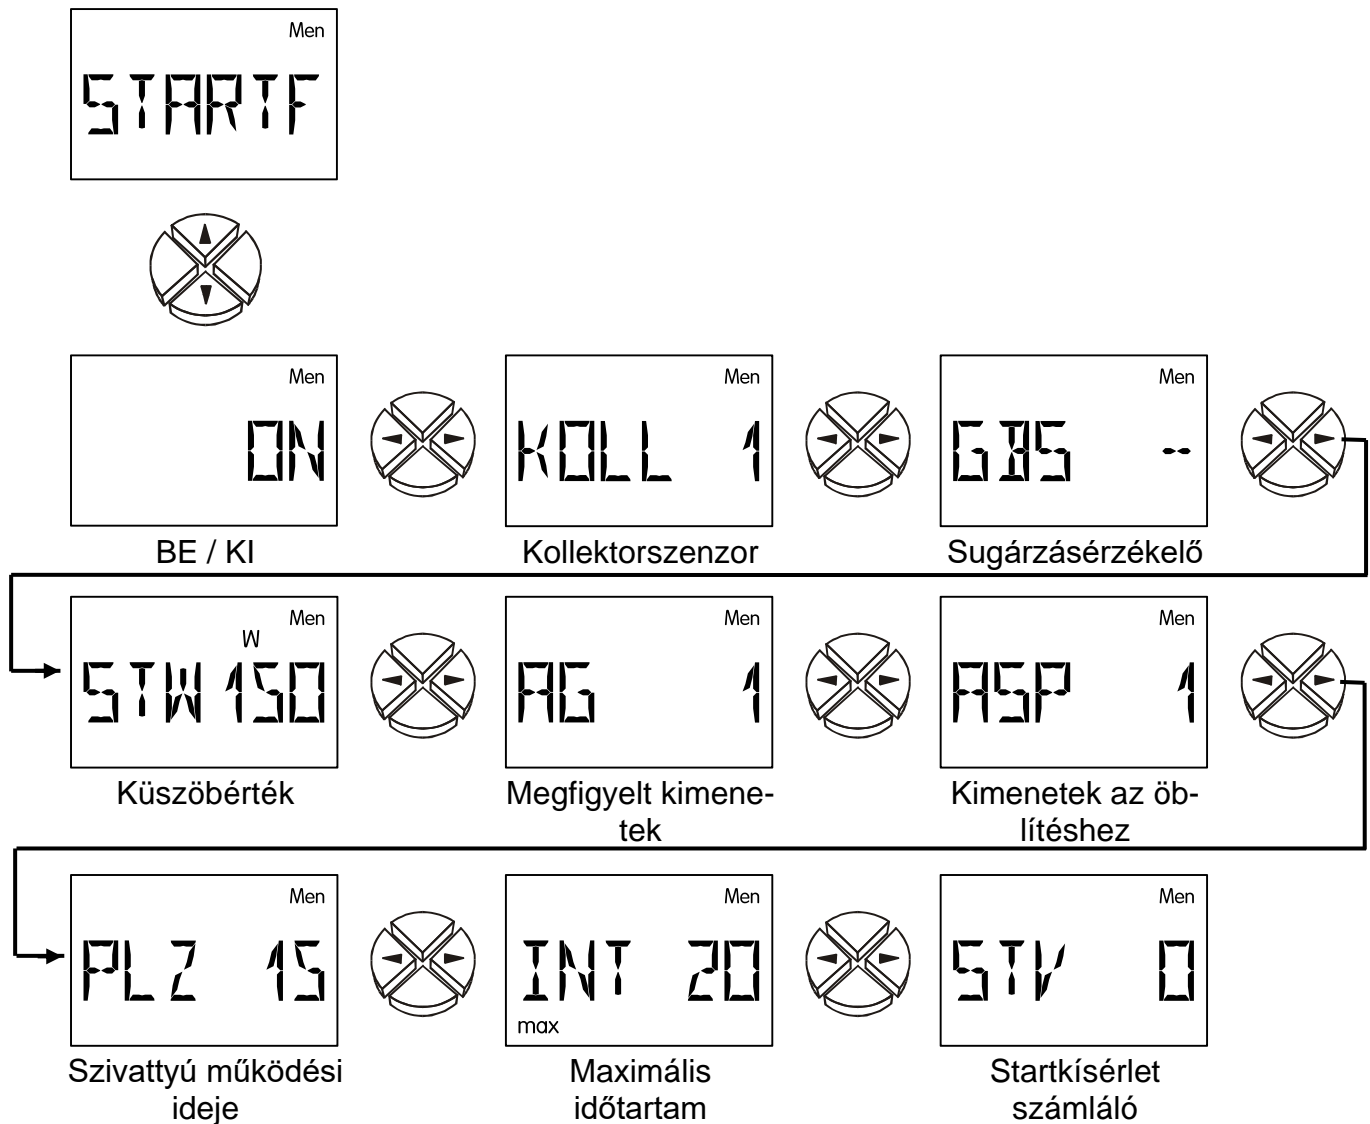 Men
STARTF
Men
ON
BE / KI
Men
KOLL 1
Kollektorszenzor
Men
GBS --
Sugárzásérzékelő
Men
W
STW 150
Küszöbérték
Men
AG 1
Megfigyelt kimene-
tek
Men
ASP 1
Kimenetek az öb-
lítéshez
Men
PLZ 15
Szivattyú működési
ideje
Men
INT 20
max
Maximális
időtartam
Men
STV 0
Startkísérlet
számláló